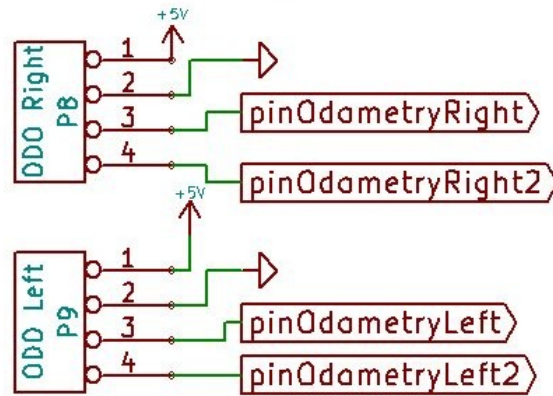 +5V
ODO Right
P8
1
2
3 pinOdametryRight
4 pinOdametryRight2
+5V
ODO Left
P9
1
2
3 pinOdametryLeft
4 pinOdametryLeft2